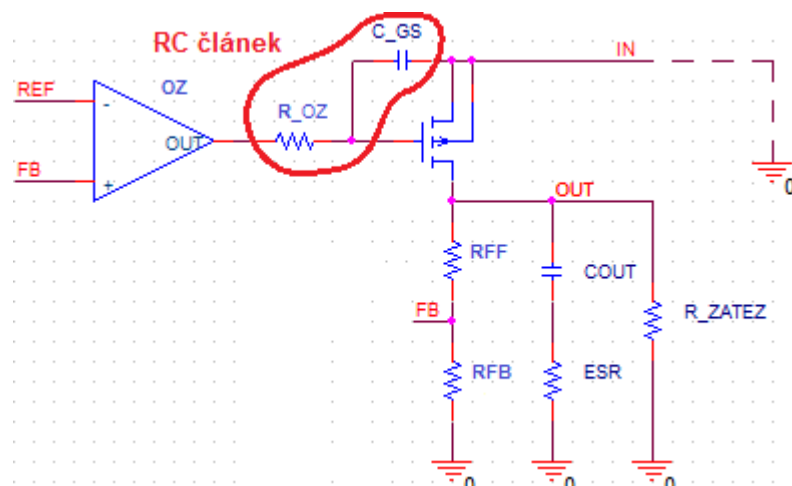 RC článek
C_GS
IN
REF
OZ
-
R_OZ
OUT
FB
+
0
OUT
RFF
COUT
R_ZATEZ
FB
RFB
ESR
0
0
0